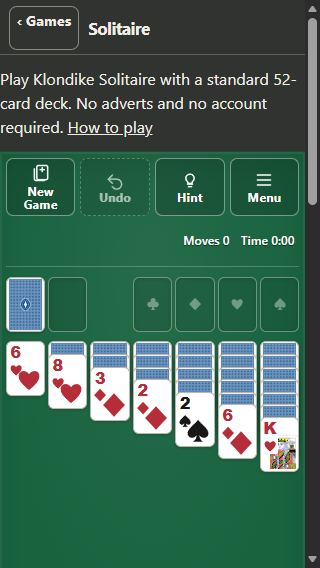 ‹ Games
Solitaire
Play Klondike Solitaire with a standard 52-
card deck. No adverts and no account
required. How to play
New
Game
Undo
Hint
Menu
Moves 0
Time 0:00
6
8
3
2
2
6
K